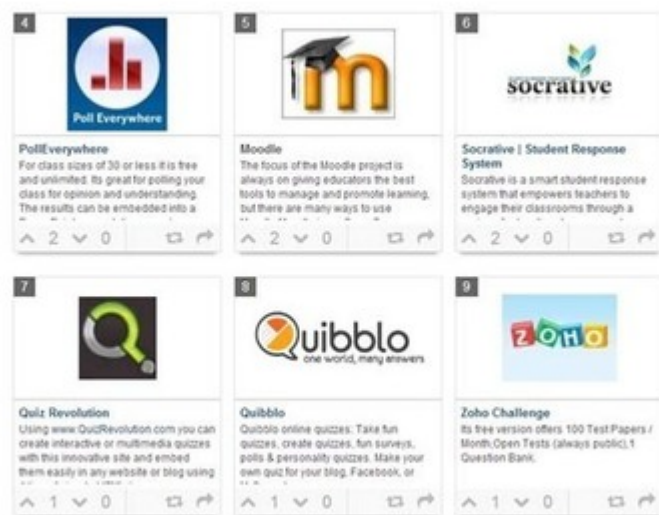 4
Poll Everywhere
PollEverywhere
For class sizes of 30 or less it is free
and unlimited. Its great for polling your
class for opinion and understanding.
The results can be embedded into a
2 0
5
m
Moodle
The focus of the Moodle project is
always on giving educators the best
tools to manage and promote learning,
but there are many ways to use
2 0
6
socrative
Socrative | Student Response
System
Socrative is a smart student response
system that empowers teachers to
engage their classrooms through a
2 0
7
Quiz Revolution
Using www.QuizRevolution.com you can
create interactive or multimedia quizzes
with this innovative site and embed
them easily in any website or blog using
1 0
8
Quibblo
one world, many answers
Quibblo
Quibblo online quizzes: Take fun
quizzes, create quizzes, fun surveys,
polls & personality quizzes. Make your
own quiz for your blog, Facebook, or
1 0
9
ZOHO
Zoho Challenge
Its free version offers 100 Test Papers /
Month,Open Tests (always public),1
Question Bank.
1 0